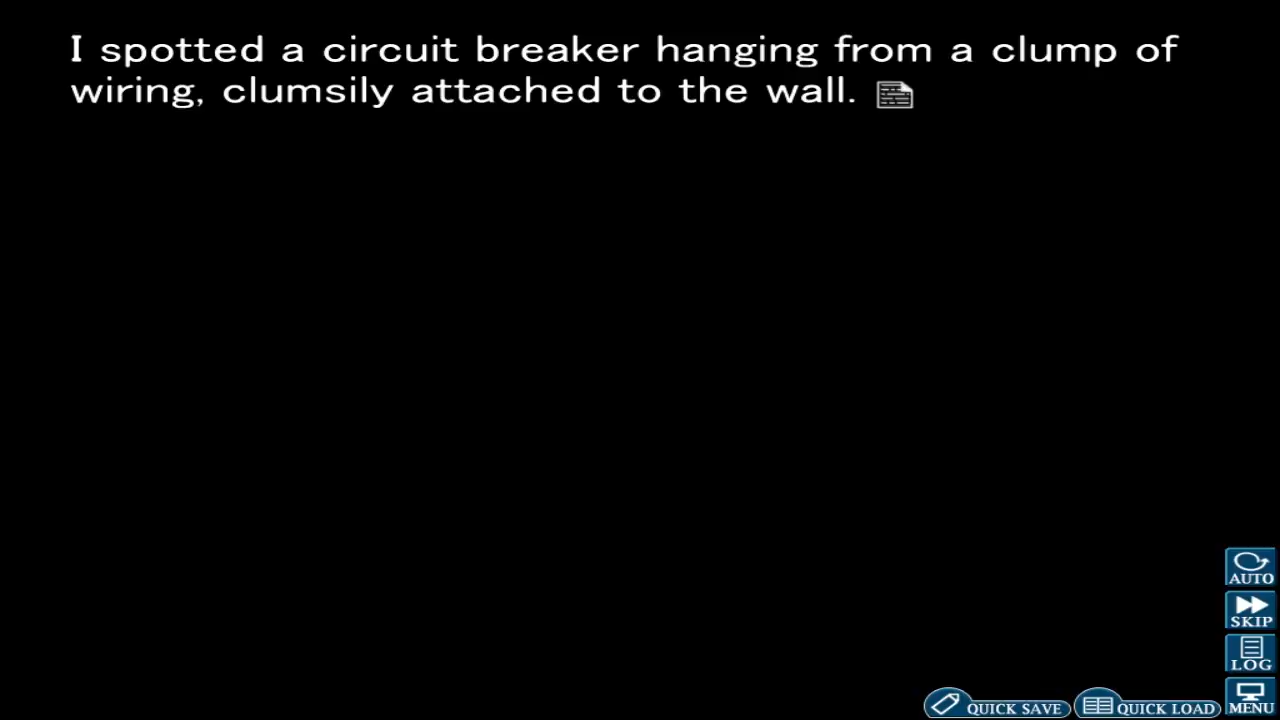 I spotted a circuit breaker hanging from a clump of
wiring, clumsily attached to the wall.
AUTO
SKIP
LOG
MENU
QUICK SAVE
QUICK LOAD